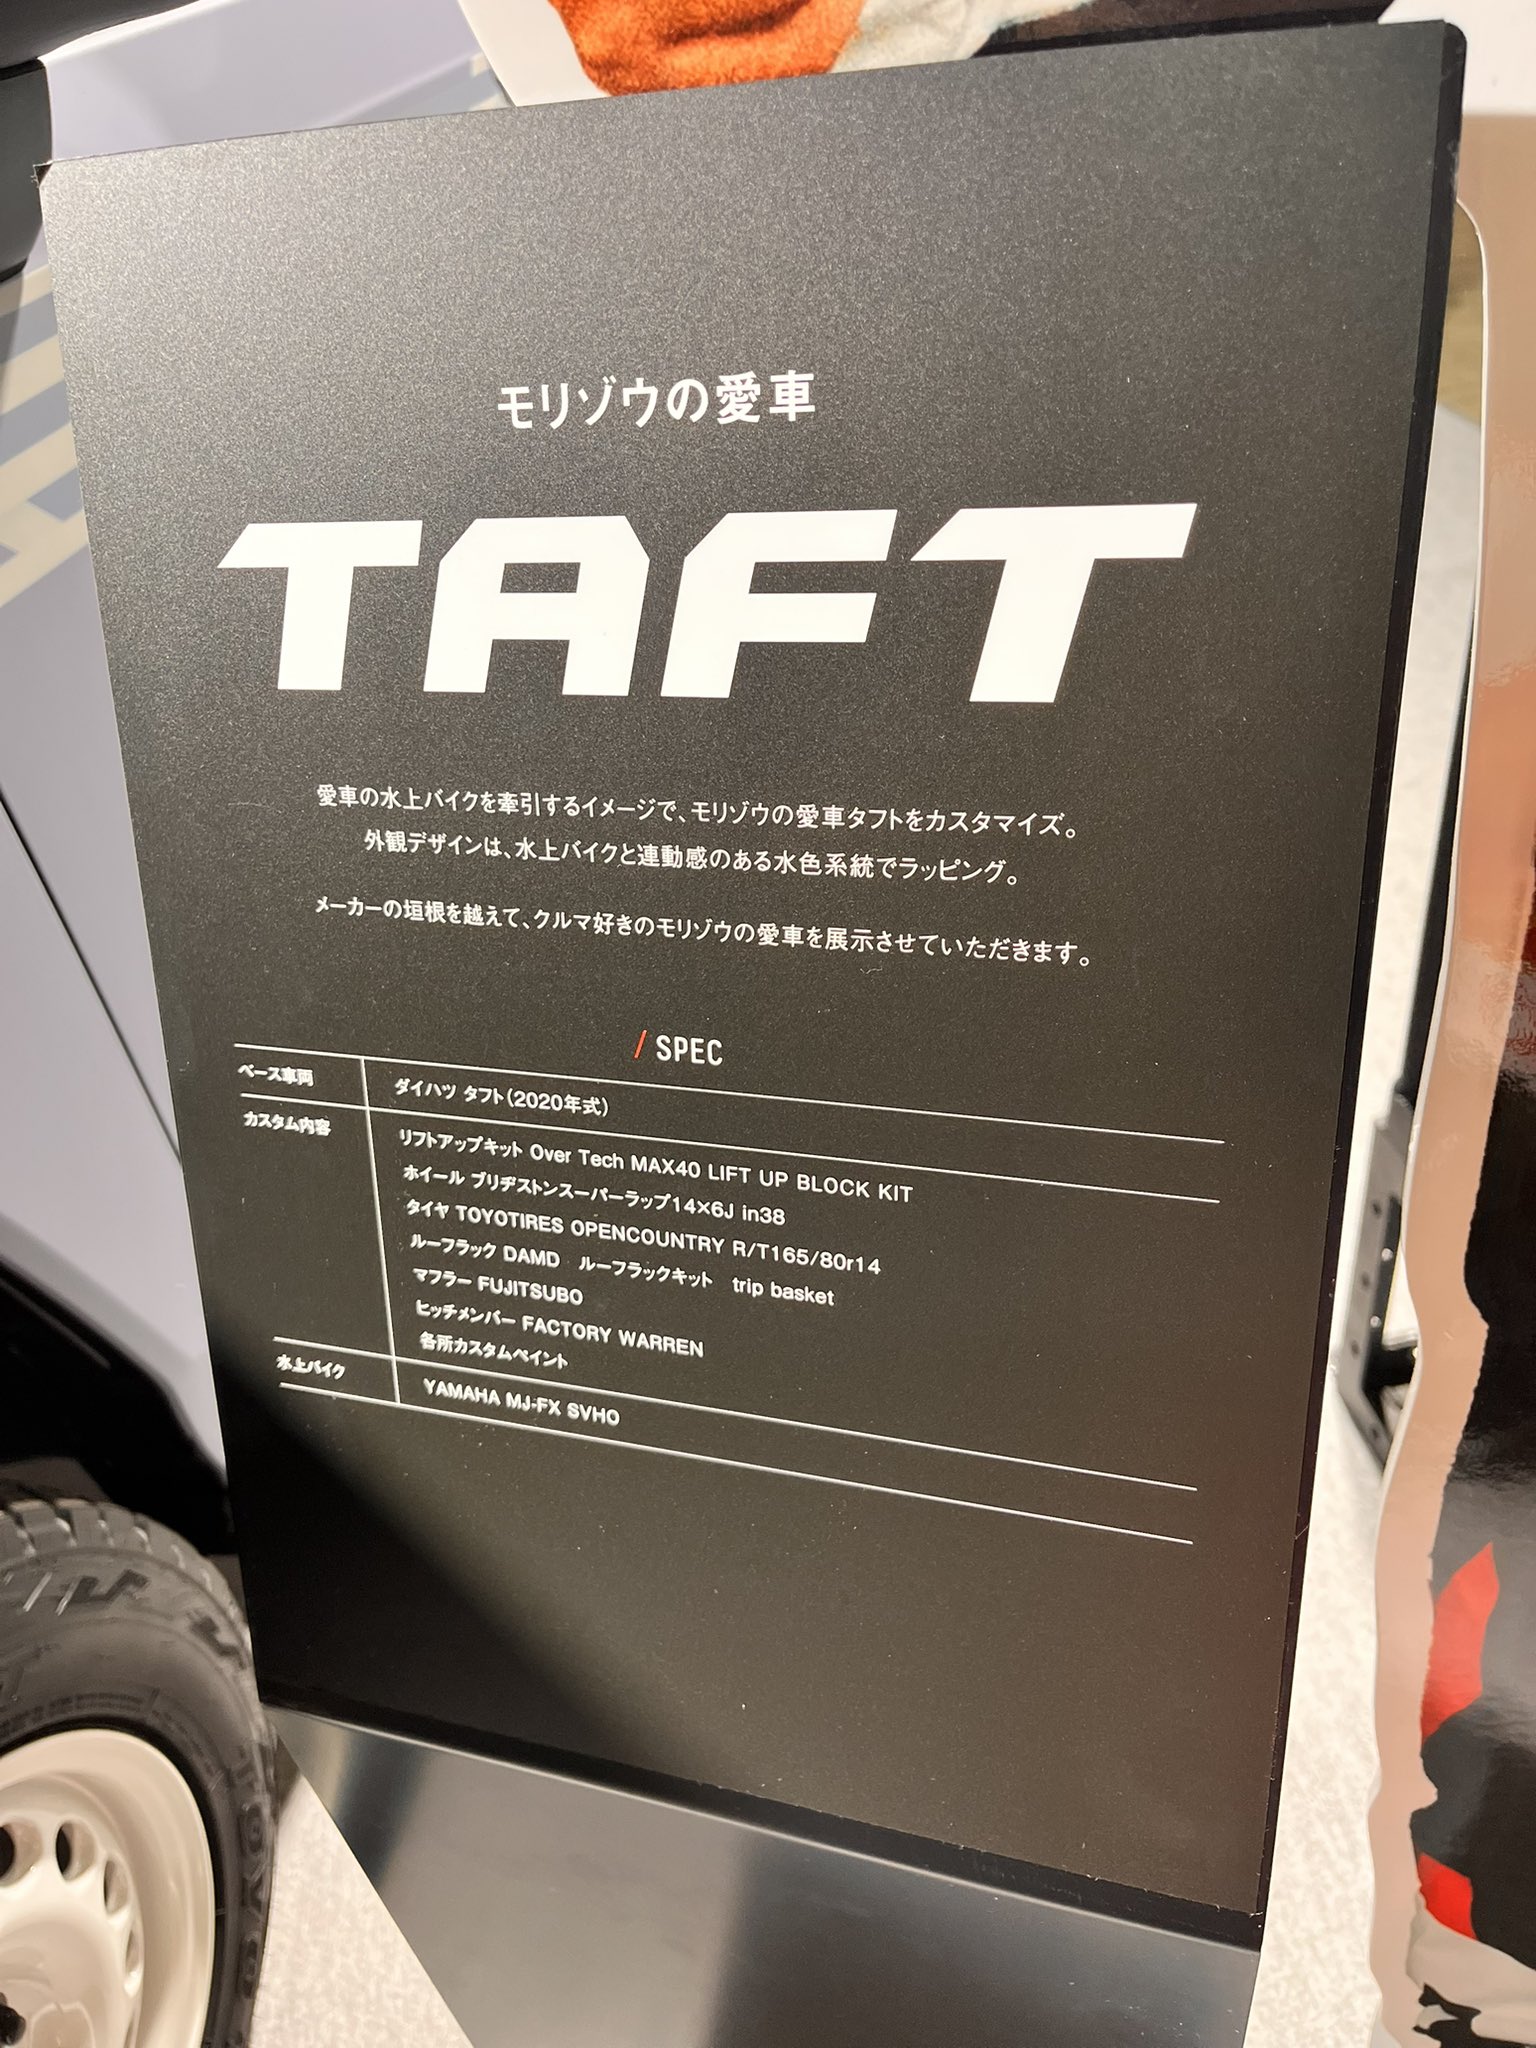 モリゾウの愛車
TAFT
愛車の水上バイクを牽引するイメージで、モリゾウの愛車タフトをカスタマイズ。
外観デザインは、水上バイクと連動感のある水色系統でラッピング。
メーカーの垣根を越えて、クルマ好きのモリゾウの愛車を展示させていただきます。
/ SPEC
ベース車両 ダイハツ タフト(2020年式)
カスタム内容 リフトアップキット Over Tech MAX40 LIFT UP BLOCK KIT
ホイール ブリヂストンスーパーラップ14×6J in38
タイヤ TOYOTIRES OPENCOUNTRY R/T165/80r14
ルーフラック DAMD ルーフラックキット trip basket
マフラー FUJITSUBO
ヒッチメンバー FACTORY WARREN
各所カスタムペイント
水上バイク YAMAHA MJ-FX SVHO